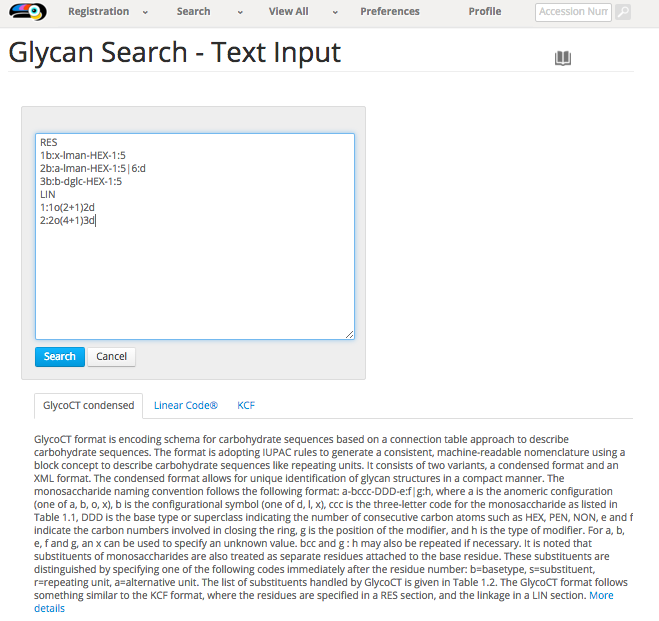 Registration Search View All Preferences Profile Accession Num
Glycan Search - Text Input
RES
1b:x-lman-HEX-1:5
2b:a-lman-HEX-1:5|6:d
3b:b-dglc-HEX-1:5
LIN
1:1o(2+1)2d
2:2o(4+1)3d
Search Cancel
GlycoCT condensed Linear Code® KCF
GlycoCT format is encoding schema for carbohydrate sequences based on a connection table approach to describe
carbohydrate sequences. The format is adopting IUPAC rules to generate a consistent, machine-readable nomenclature using a
block concept to describe carbohydrate sequences like repeating units. It consists of two variants, a condensed format and an
XML format. The condensed format allows for unique identification of glycan structures in a compact manner. The
monosaccharide naming convention follows the following format: a-bccc-DDD-e:f|g:h, where a is the anomeric configuration
(one of a, b, o, x), b is the configurational symbol (one of d, l, x), ccc is the three-letter code for the monosaccharide as listed in
Table 1.1, DDD is the base type or superclass indicating the number of consecutive carbon atoms such as HEX, PEN, NON, e and f
indicate the carbon numbers involved in closing the ring, g is the position of the modifier, and h is the type of modifier. For a, b,
e, f and g, an x can be used to specify an unknown value. bcc and g : h may also be repeated if necessary. It is noted that
substituents of monosaccharides are also treated as separate residues attached to the base residue. These substituents are
distinguished by specifying one of the following codes immediately after the residue number: b=basetype, s=substituent,
r=repeating unit, a=alternative unit. The list of substituents handled by GlycoCT is given in Table 1.2. The GlycoCT format follows
something similar to the KCF format, where the residues are specified in a RES section, and the linkage in a LIN section. More
details